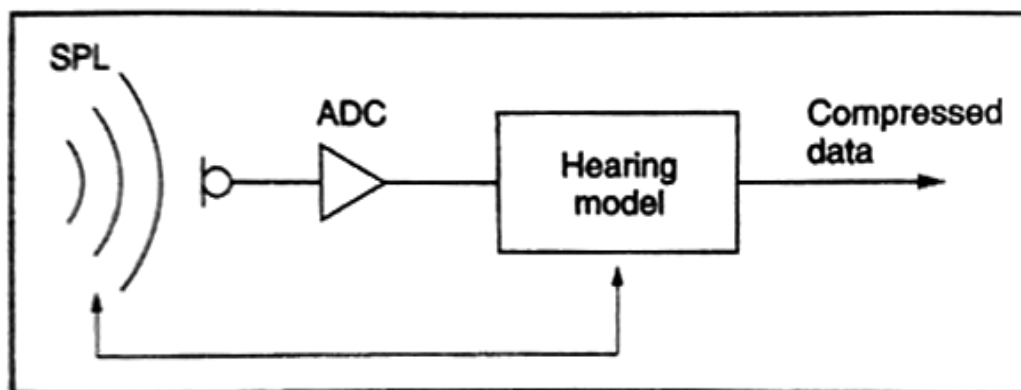 SPL
ADC
Compressed
data
Hearing
model